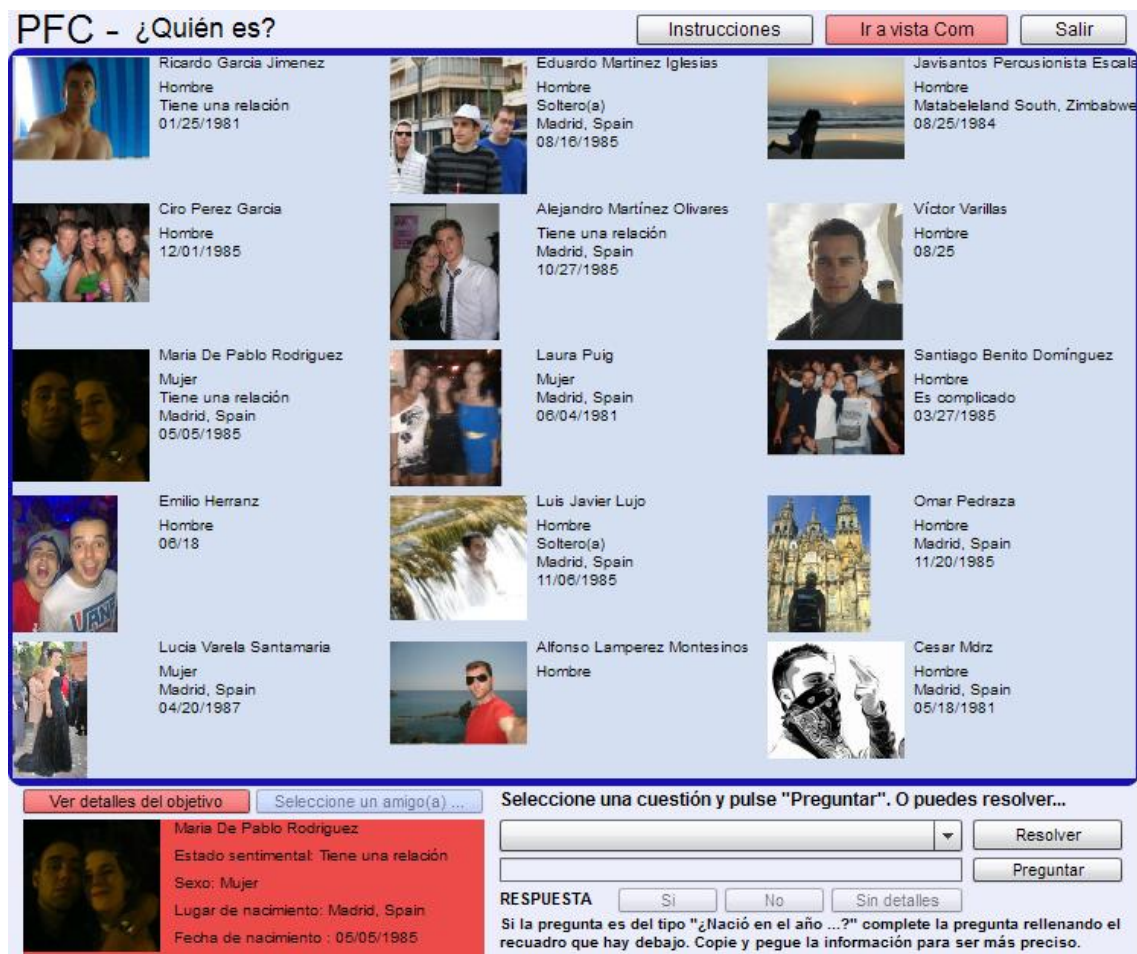 PFC - ¿Quién es?
Instrucciones
Ir a vista Com
Salir
Ricardo Garcia Jimenez
Hombre
Tiene una relación
01/25/1981
Eduardo Martinez Iglesias
Hombre
Soltero(a)
Madrid, Spain
08/16/1985
Javisantos Percusionista Escala
Hombre
Matabeleland South, Zimbabwe
08/25/1984
Ciro Perez Garcia
Hombre
12/01/1985
Alejandro Martínez Olivares
Tiene una relación
Madrid, Spain
10/27/1985
Víctor Varillas
Hombre
08/25
Maria De Pablo Rodriguez
Mujer
Tiene una relación
Madrid, Spain
05/05/1985
Laura Puig
Mujer
Madrid, Spain
06/04/1981
Santiago Benito Domínguez
Hombre
Es complicado
03/27/1985
Emilio Herranz
Hombre
06/18
Luis Javier Lujo
Hombre
Soltero(a)
Madrid, Spain
11/06/1985
Omar Pedraza
Hombre
Madrid, Spain
11/20/1985
Lucia Varela Santamaria
Mujer
Madrid, Spain
04/20/1987
Alfonso Lamperez Montesinos
Hombre
Cesar Mdrz
Hombre
Madrid, Spain
05/18/1981
VANS
Ver detalles del objetivo
Seleccione un amigo(a) ...
Maria De Pablo Rodriguez
Estado sentimental: Tiene una relación
Sexo: Mujer
Lugar de nacimiento: Madrid, Spain
Fecha de nacimiento : 05/05/1985
Seleccione una cuestión y pulse "Preguntar". O puedes resolver...
Resolver
Preguntar
RESPUESTA
Si
No
Sin detalles
Si la pregunta es del tipo "¿Nació en el año ...?" complete la pregunta rellenando el
recuadro que hay debajo. Copie y pegue la información para ser más preciso.